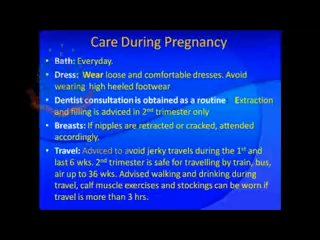 Care During Pregnancy
• Bath: Everyday.
• Dress: Wear loose and comfortable dresses. Avoid
wearing high heeled footwear
• Dentist consultation is obtained as a routine Extraction
and filling is adviced in 2nd trimester only
• Breasts: If nipples are retracted or cracked, attended
accordingly.
• Travel: Adviced to avoid jerky travels during the 1st and
last 6 wks. 2nd trimester is safe for travelling by train, bus,
air up to 36 wks. Advised walking and drinking during
travel, calf muscle exercises and stockings can be worn if
travel is more than 3 hrs.